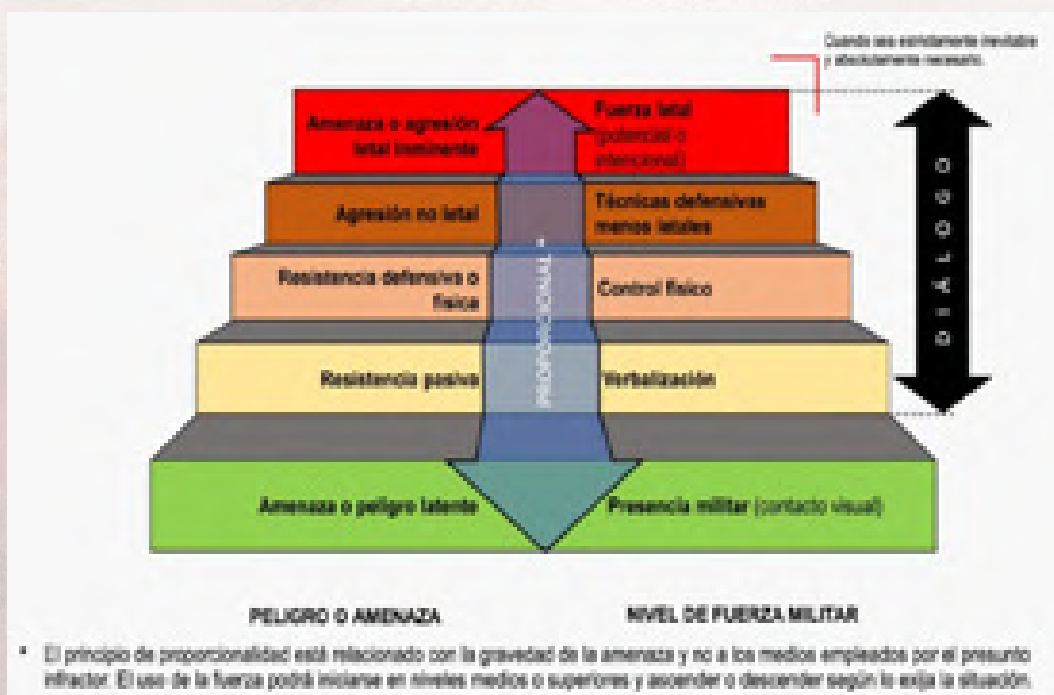 Cuando sea estrictamente inevitable
y absolutamente necesario.
Amenaza o agresión
letal inminente
Fuerza letal
(potencial o
intencional)
Agresión no letal
Técnicas defensivas
menos letales
Resistencia defensiva o
física
Control físico
Resistencia pasiva
Verbalización
Amenaza o peligro latente
Presencia militar (contacto visual)
PROPORCIONAL *
DIÁLOGO
PELIGRO O AMENAZA
NIVEL DE FUERZA MILITAR
* El principio de proporcionalidad está relacionado con la gravedad de la amenaza y no a los medios empleados por el presunto
infractor. El uso de la fuerza podrá iniciarse en niveles medios o superiores y ascender o descender según lo exija la situación.